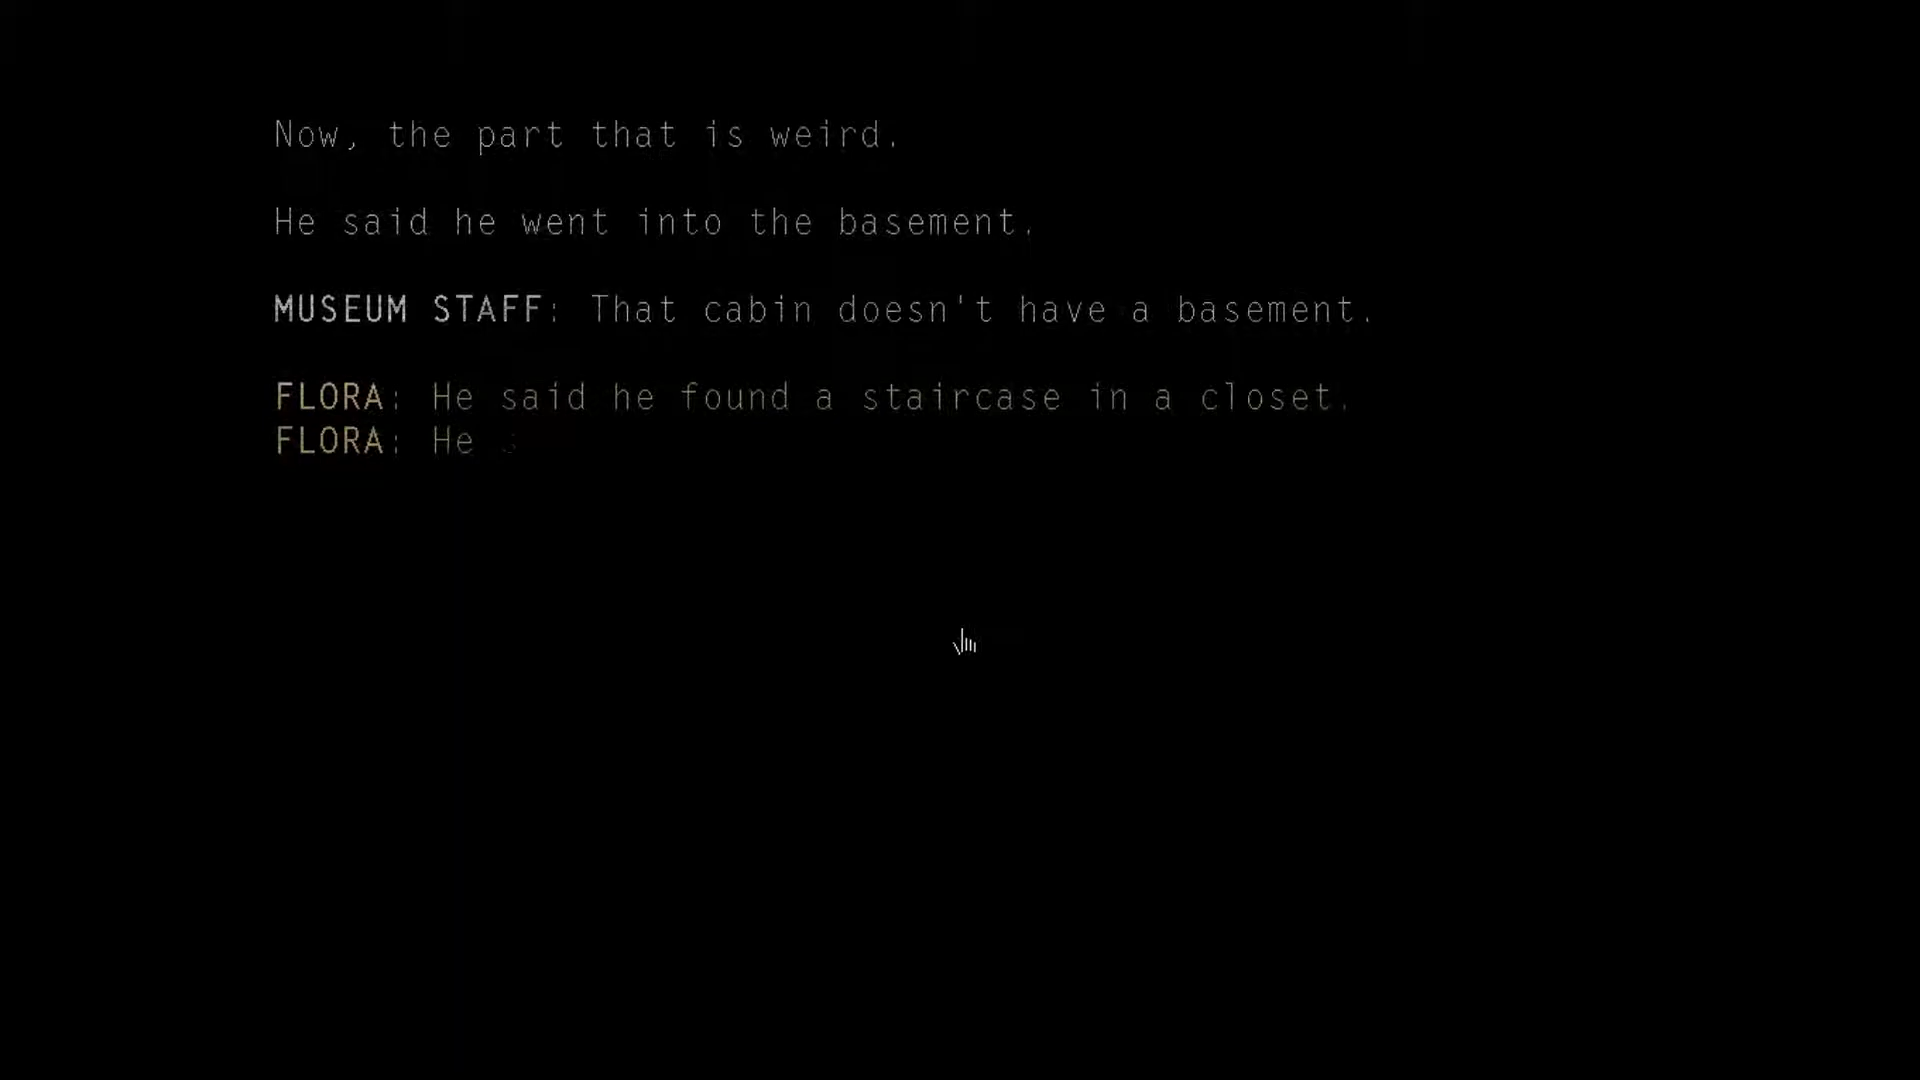 Now, the part that is weird.
He said he went into the basement.
MUSEUM STAFF: That cabin doesn't have a basement.
FLORA: He said he found a staircase in a closet.
FLORA: He s